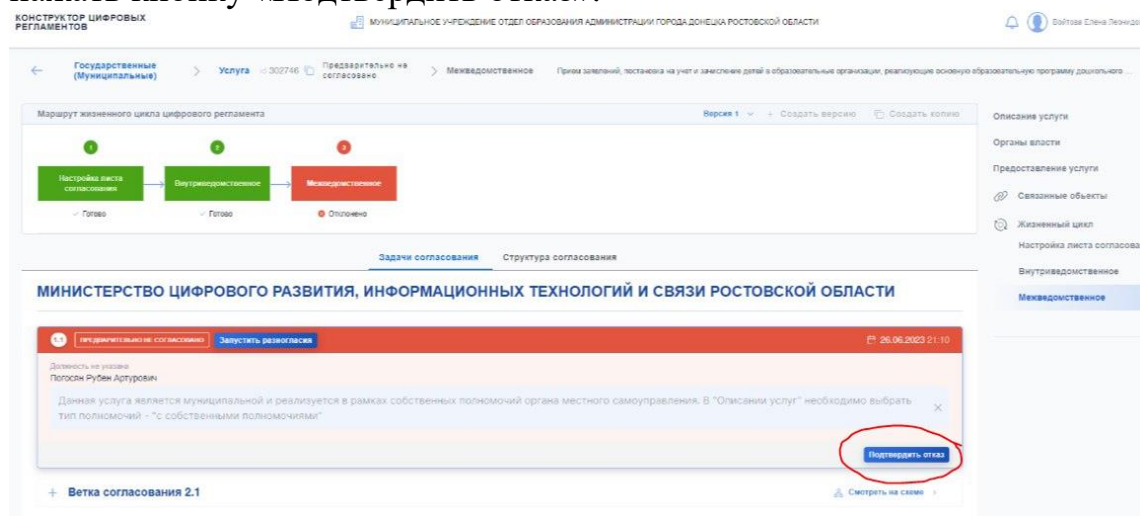 нажать кнопку «Подтвердить отказ».
КОНСТРУКТОР ЦИФРОВЫХ
РЕГЛАМЕНТОВ
МУНИЦИПАЛЬНОЕ УЧРЕЖДЕНИЕ ОТДЕЛ ОБРАЗОВАНИЯ АДМИНИСТРАЦИИ ГОРОДА ДОНЕЦКА РОСТОВСКОЙ ОБЛАСТИ
Войтова Елена Леонидо
Государственные
(Муниципальные)
> Услуга
302746
Предварительно не
согласовано
> Межведомственное
Прием заявлений, постановка на учет и зачисление детей в образовательные организации, реализующие основную образовательную программу дошкольного ...
Маршрут жизненного цикла цифрового регламента
Версия 1
+ Создать версию
Создать копию
1
2
3
Настройка листа
согласования
Внутриведомственное
Межведомственное
Готово
Готово
Отклонено
Описание услуги
Органы власти
Предоставление услуги
Связанные объекты
Жизненный цикл
Настройка листа согласова
Внутриведомственное
Межведомственное
Задачи согласования
Структура согласования
МИНИСТЕРСТВО ЦИФРОВОГО РАЗВИТИЯ, ИНФОРМАЦИОННЫХ ТЕХНОЛОГИЙ И СВЯЗИ РОСТОВСКОЙ ОБЛАСТИ
1.1
ПРЕДВАРИТЕЛЬНО НЕ СОГЛАСОВАНО
Запустить разногласия
26.06.2023 21:10
Должность не указана
Погосян Рубен Артурович
Данная услуга является муниципальной и реализуется в рамках собственных полномочий органа местного самоуправления. В "Описании услуг" необходимо выбрать
тип полномочий - "с собственными полномочиями"
Подтвердить отказ
+ Ветка согласования 2.1
Смотреть на схеме >